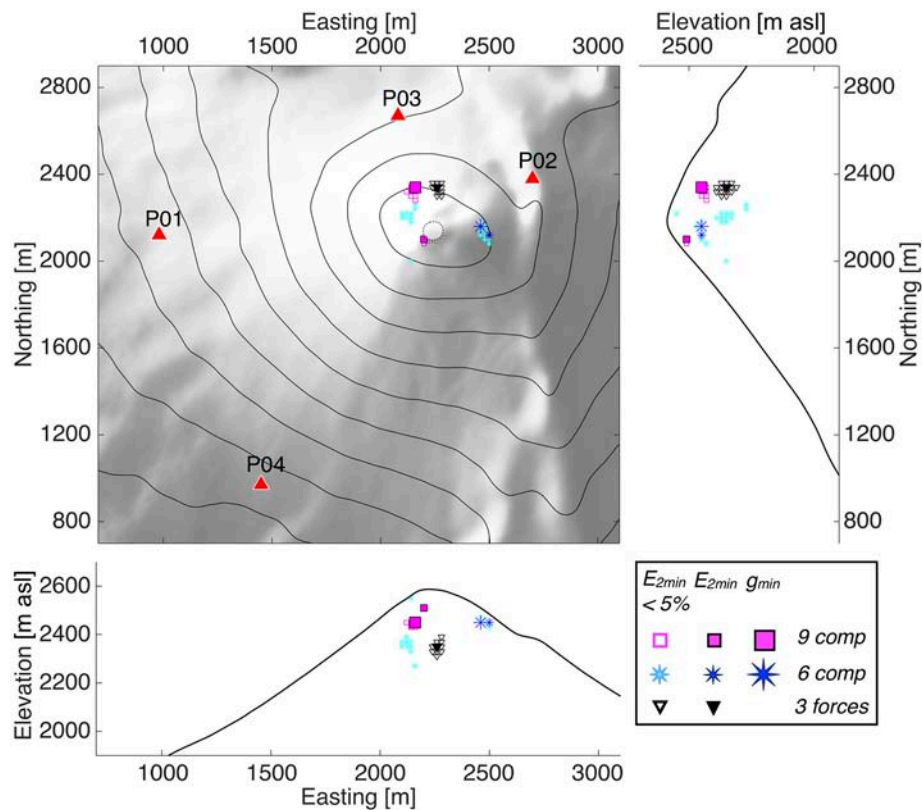 Easting [m]
1000 1500 2000 2500 3000
Elevation [m asl]
2500 2000
Northing [m]
2800
2400
2000
1600
1200
800
P03
P02
P01
P04
2800
2400
2000
1600
1200
800
Northing [m]
Elevation [m asl]
2600
2400
2200
2000
1000 1500 2000 2500 3000
Easting [m]
E2min E2min gmin
< 5%
9 comp
6 comp
3 forces